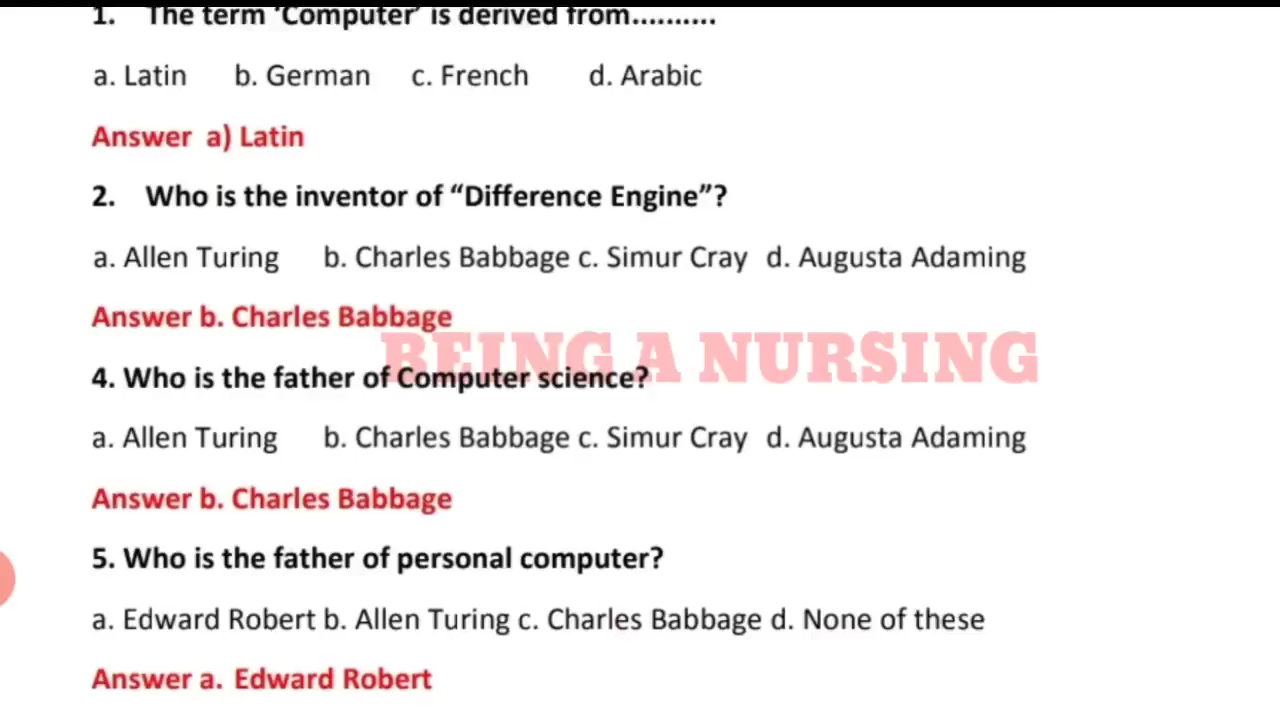 1. The term ‘Computer’ is derived from..........
a. Latin b. German c. French d. Arabic
Answer a) Latin
2. Who is the inventor of “Difference Engine”?
a. Allen Turing b. Charles Babbage c. Simur Cray d. Augusta Adaming
Answer b. Charles Babbage
BEING A NURSING
4. Who is the father of Computer science?
a. Allen Turing b. Charles Babbage c. Simur Cray d. Augusta Adaming
Answer b. Charles Babbage
5. Who is the father of personal computer?
a. Edward Robert b. Allen Turing c. Charles Babbage d. None of these
Answer a. Edward Robert